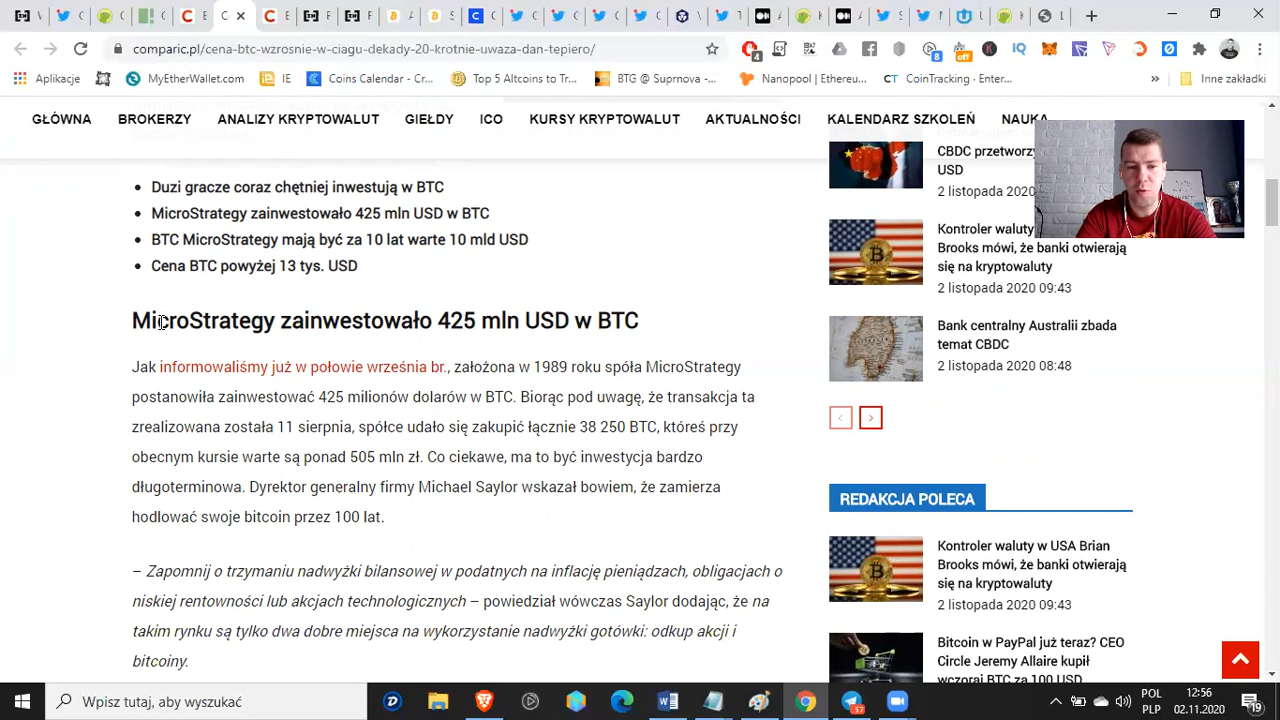 comparic.pl/cena-btc-wzrosnie-w-ciagu-dekady-20-krotnie-uwaza-dan-tepiero/
Aplikacje
MyEtherWallet.com
IE
Coins Calendar - Cr...
Top 5 Altcoins to Tr...
BTG @ Suprnova -...
Nanopool | Ethereu...
CT CoinTracking · Enter...
»
Inne zakładki
GŁÓWNA
BROKERZY
ANALIZY KRYPTOWALUT
GIEŁDY
ICO
KURSY KRYPTOWALUT
AKTUALNOŚCI
KALENDARZ SZKOLEŃ
NAUKA
Duzi gracze coraz chętniej inwestują w BTC
MicroStrategy zainwestowało 425 mln USD w BTC
BTC MicroStrategy mają być za 10 lat warte 10 mld USD
Cena BTC powyżej 13 tys. USD
MicroStrategy zainwestowało 425 mln USD w BTC
Jak informowaliśmy już w połowie września br., założona w 1989 roku spóła MicroStrategy
postanowiła zainwestować 425 milionów dolarów w BTC. Biorąc pod uwagę, że transakcja ta
zrealizowana została 11 sierpnia, spółce udało się zakupić łącznie 38 250 BTC, któreś przy
obecnym kursie warte są ponad 505 mln zł. Co ciekawe, ma to być inwestycja bardzo
długoterminowa. Dyrektor generalny firmy Michael Saylor wskazał bowiem, że zamierza
hodlować swoje bitcoin przez 100 lat.
– Zapomnij o trzymaniu nadwyżki bilansowej w podatnych na inflację pieniądzach, obligacjach o
niskiej rentowności lub akcjach technologicznych – powiedział wówczas Saylor dodając, że na
takim rynku są tylko dwa dobre miejsca na wykorzystanie nadwyżki gotówki: odkup akcji i
bitcoiny.
CBDC przetworzy
USD
2 listopada 2020
Kontroler waluty
Brooks mówi, że banki otwierają
się na kryptowaluty
2 listopada 2020 09:43
Bank centralny Australii zbada
temat CBDC
2 listopada 2020 08:48
REDAKCJA POLECA
Kontroler waluty w USA Brian
Brooks mówi, że banki otwierają
się na kryptowaluty
2 listopada 2020 09:43
Bitcoin w PayPal już teraz? CEO
Circle Jeremy Allaire kupił
wczoraj BTC za 100 USD
Wpisz tutaj, aby wyszukać
POL
PLP
12:56
02.11.2020